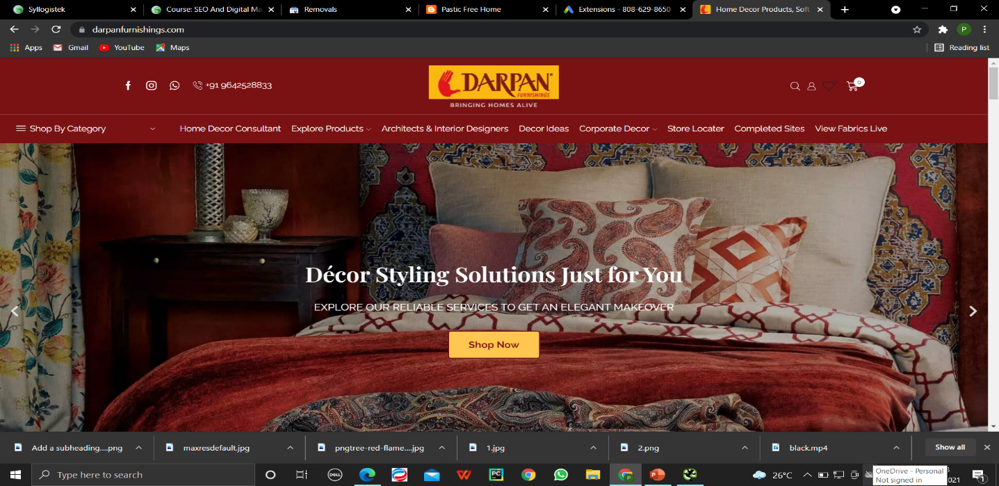 Syllogistek
Course: SEO And Digital Ma
Removals
Pastic Free Home
Extensions - 808-629-8650
Home Decor Products, Soft
darpanfurnishings.com
P
Apps
Gmail
YouTube
Maps
Reading list
+91 9642528833
DARPAN
FURNISHINGS
BRINGING HOMES ALIVE
0
Shop By Category
Home Decor Consultant
Explore Products
Architects & Interior Designers
Decor Ideas
Corporate Decor
Store Locater
Completed Sites
View Fabrics Live
Décor Styling Solutions Just for You
EXPLORE OUR RELIABLE SERVICES TO GET AN ELEGANT MAKEOVER
Shop Now
Add a subheading....png
maxresdefault.jpg
pngtree-red-flame...jpg
1.jpg
2.png
black.mp4
Show all
Type here to search
DELL
PC
P
26°C
OneDrive - Personal
Not signed in
021
1